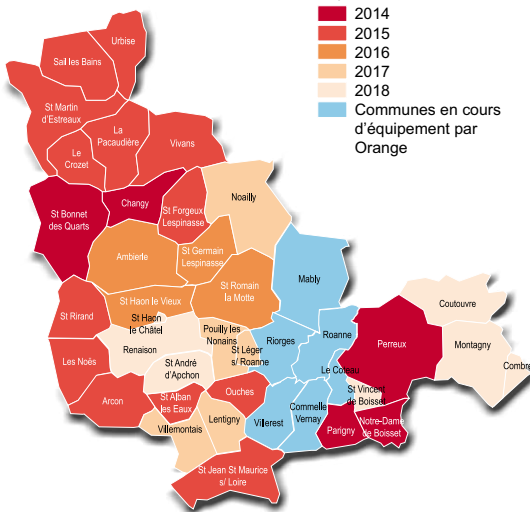 2014
2015
2016
2017
2018
Communes en cours
d'équipement par
Orange
Urbise
Sail les Bains
St Martin
d'Estreaux
La
Pacaudière
Le
Crozet
Vivans
Changy
St Bonnet
des Quarts
St Forgeux
Lespinasse
Noailly
Ambierle
St Germain
Lespinasse
Mably
St Romain
la Motte
St Haon le Vieux
St Haon
le Châtel
St Rirand
Renaison
Pouilly les
Nonains
Riorges
Roanne
Perreux
Coutouvre
Montagny
Combre
St Léger
s/ Roanne
Les Noës
St André
d'Apchon
Le Coteau
St Vincent
de Boisset
Arcon
St Alban
les Eaux
Ouches
Villemontais
Lentigny
Villerest
Commelle
Vernay
Parigny
Notre-Dame
de Boisset
St Jean St Maurice
s/ Loire